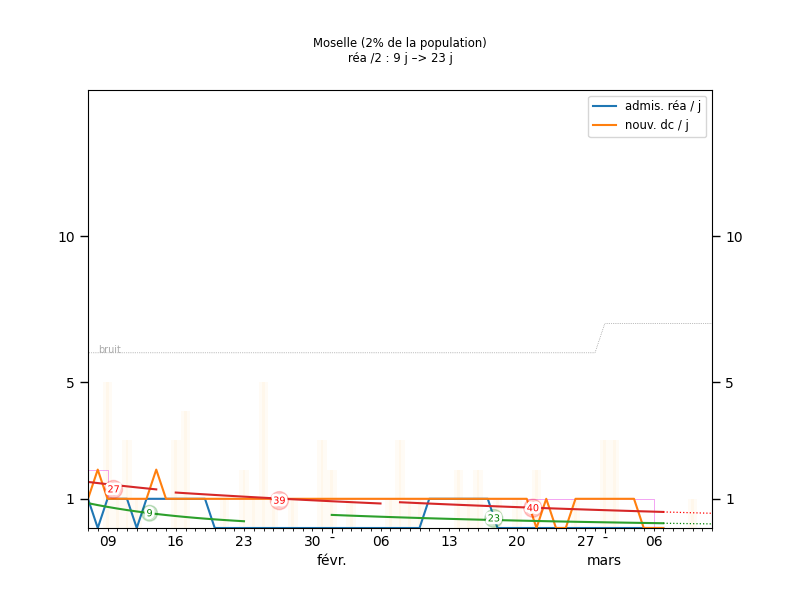 Moselle (2% de la population)
réa /2 : 9 j –> 23 j
admis. réa / j
nouv. dc / j
10 10
bruit
5 5
27
39
9
40
23
1 1
09 16 23 30 - 06 13 20 27 - 06
févr. mars